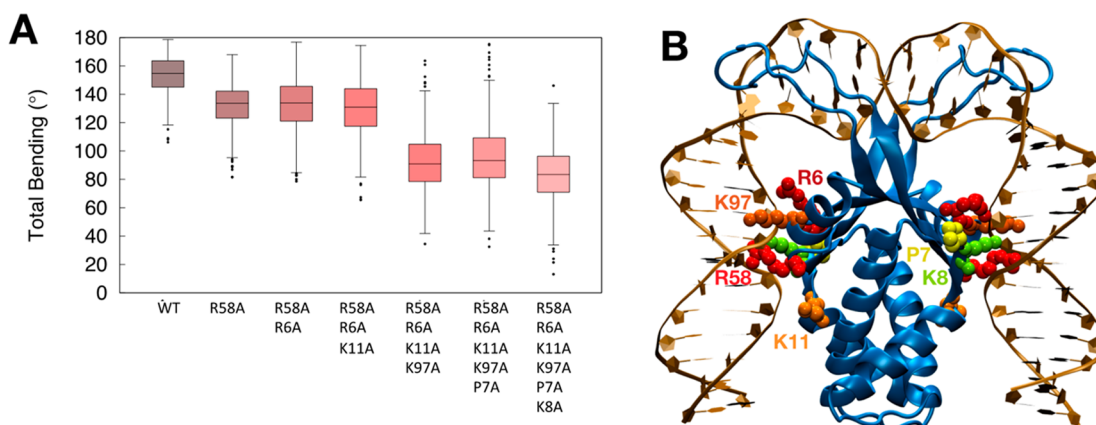 A
B
Total Bending (°)
180
160
140
120
100
80
60
40
20
0
WT
R58A
R58A
R6A
R58A
R6A
K11A
R58A
R6A
K11A
K97A
R58A
R6A
K11A
K97A
P7A
R58A
R6A
K11A
K97A
P7A
K8A
R6
K97
P7
K8
R58
K11